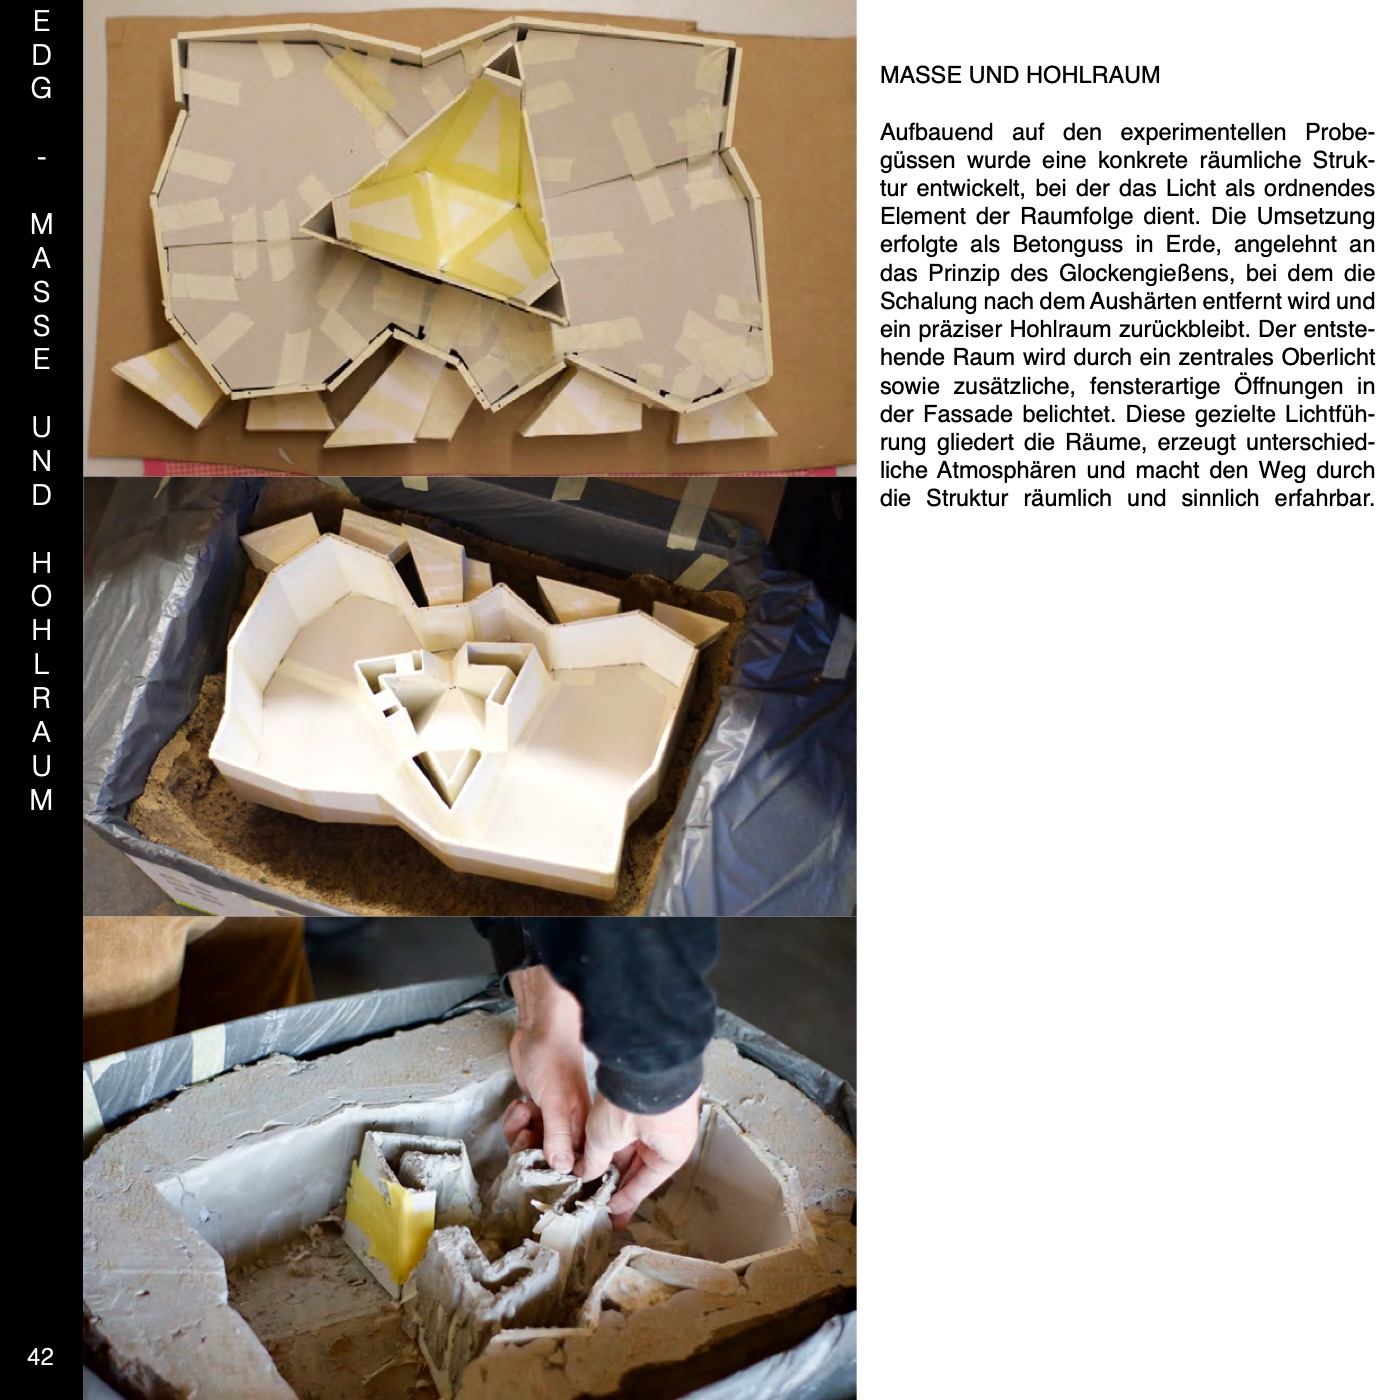 EDG - MASSE UND HOHLRAUM
MASSE UND HOHLRAUM
Aufbauend auf den experimentellen Probe-
güssen wurde eine konkrete räumliche Struk-
tur entwickelt, bei der das Licht als ordnendes
Element der Raumfolge dient. Die Umsetzung
erfolgte als Betonguss in Erde, angelehnt an
das Prinzip des Glockengießens, bei dem die
Schalung nach dem Aushärten entfernt wird und
ein präziser Hohlraum zurückbleibt. Der entste-
hende Raum wird durch ein zentrales Oberlicht
sowie zusätzliche, fensterartige Öffnungen in
der Fassade belichtet. Diese gezielte Lichtfüh-
rung gliedert die Räume, erzeugt unterschied-
liche Atmosphären und macht den Weg durch
die Struktur räumlich und sinnlich erfahrbar.
42